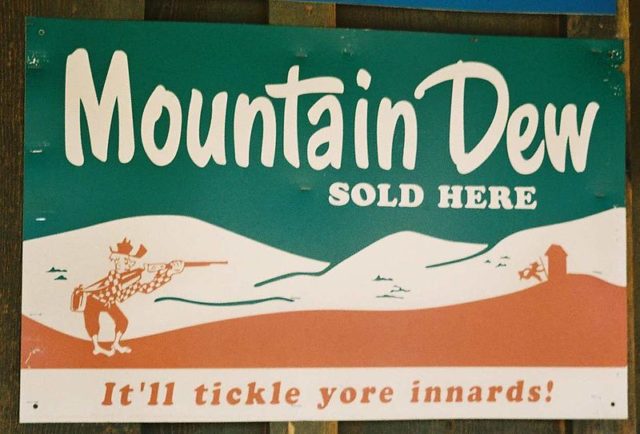 Mountain Dew
SOLD HERE
It'll tickle yore innards!